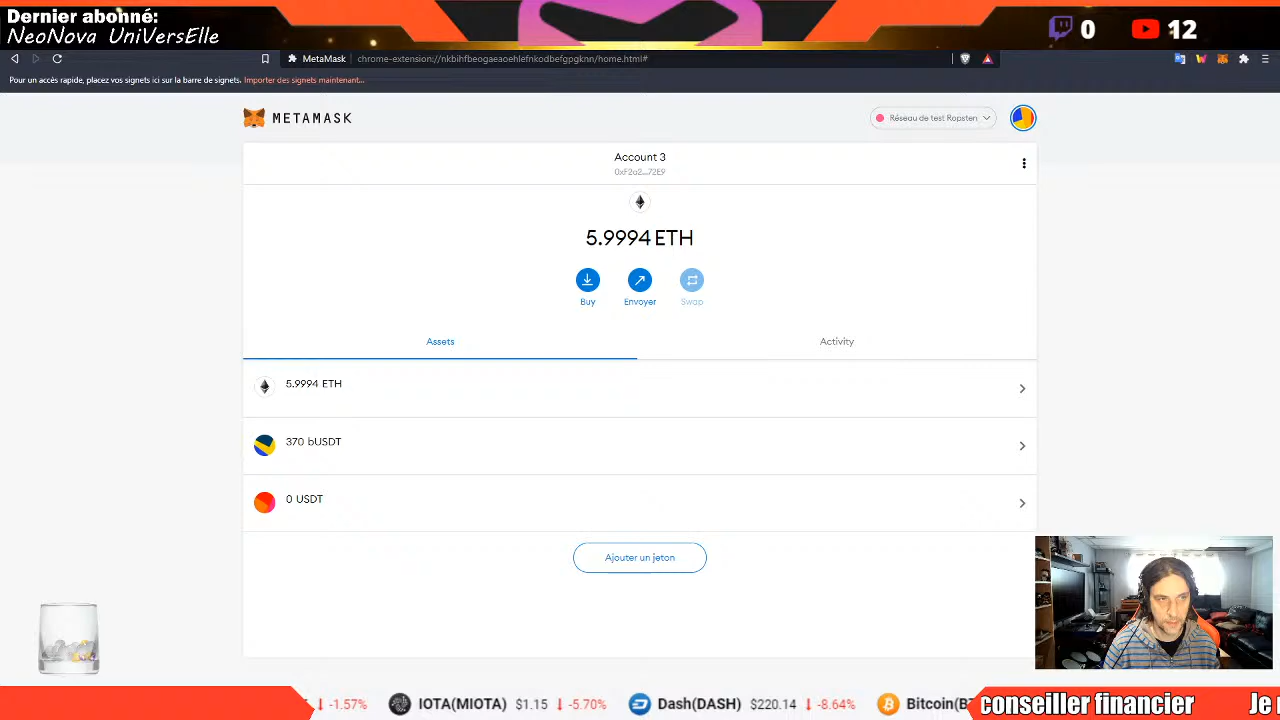 Dernier abonné:
NeoNova UniVersElle
0
12
MetaMask chrome-extension://nkbihfbeogaeaoehlefnkodbefgpgknn/home.html#
Pour un accès rapide, placez vos signets ici sur la barre de signets. Importer des signets maintenant...
METAMASK
Réseau de test Ropsten
Account 3
0xF2a2...72E9
5.9994 ETH
Buy
Envoyer
Swap
Assets
Activity
5.9994 ETH
370 bUSDT
0 USDT
Ajouter un jeton
-1.57% IOTA(MIOTA) $1.15 -5.70% Dash(DASH) $220.14 -8.64%
conseiller financier Je